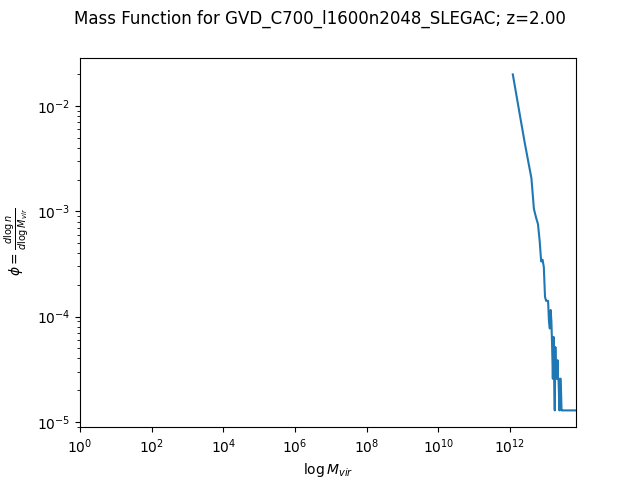 Mass Function for GVD_C700_l1600n2048_SLEGAC; z=2.00
10⁻²
10⁻³
10⁻⁴
10⁻⁵
ϕ = d log n / d log M_vir
10⁰ 10² 10⁴ 10⁶ 10⁸ 10¹⁰ 10¹²
log M_vir